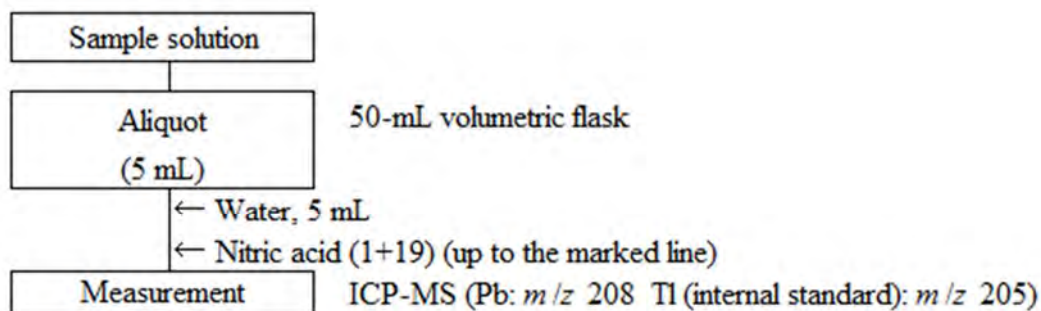 Sample solution
Aliquot 50-mL volumetric flask
(5 mL)
← Water, 5 mL
← Nitric acid (1+19) (up to the marked line)
Measurement ICP-MS (Pb: m/z 208 Tl (internal standard): m/z 205)